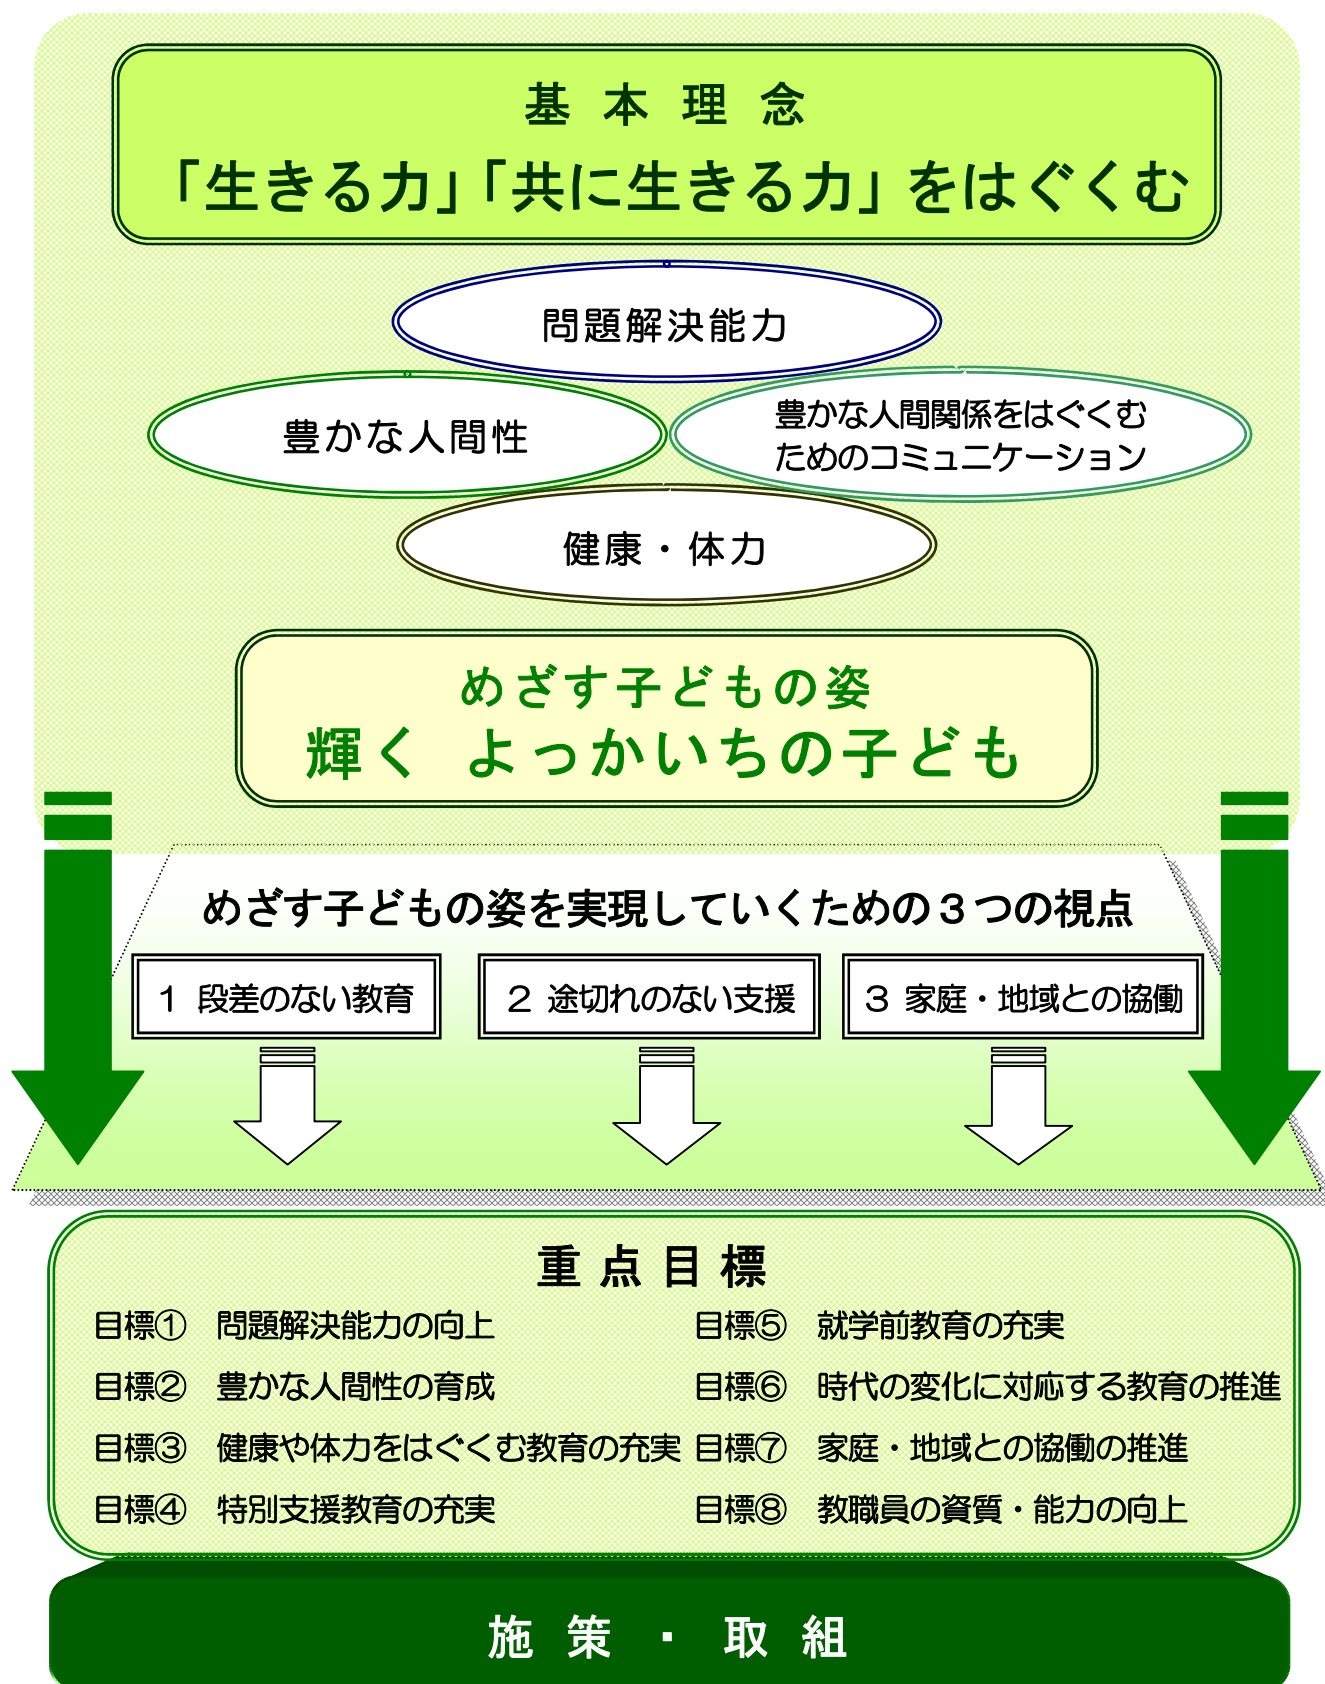 基本理念
「生きる力」「共に生きる力」をはぐくむ
問題解決能力
豊かな人間性
豊かな人間関係をはぐくむ
ためのコミュニケーション
健康・体力
めざす子どもの姿
輝く よっかいちの子ども
めざす子どもの姿を実現していくための３つの視点
１ 段差のない教育
２ 途切れのない支援
３ 家庭・地域との協働
重点目標
目標① 問題解決能力の向上
目標② 豊かな人間性の育成
目標③ 健康や体力をはぐくむ教育の充実
目標④ 特別支援教育の充実
目標⑤ 就学前教育の充実
目標⑥ 時代の変化に対応する教育の推進
目標⑦ 家庭・地域との協働の推進
目標⑧ 教職員の資質・能力の向上
施策・取組